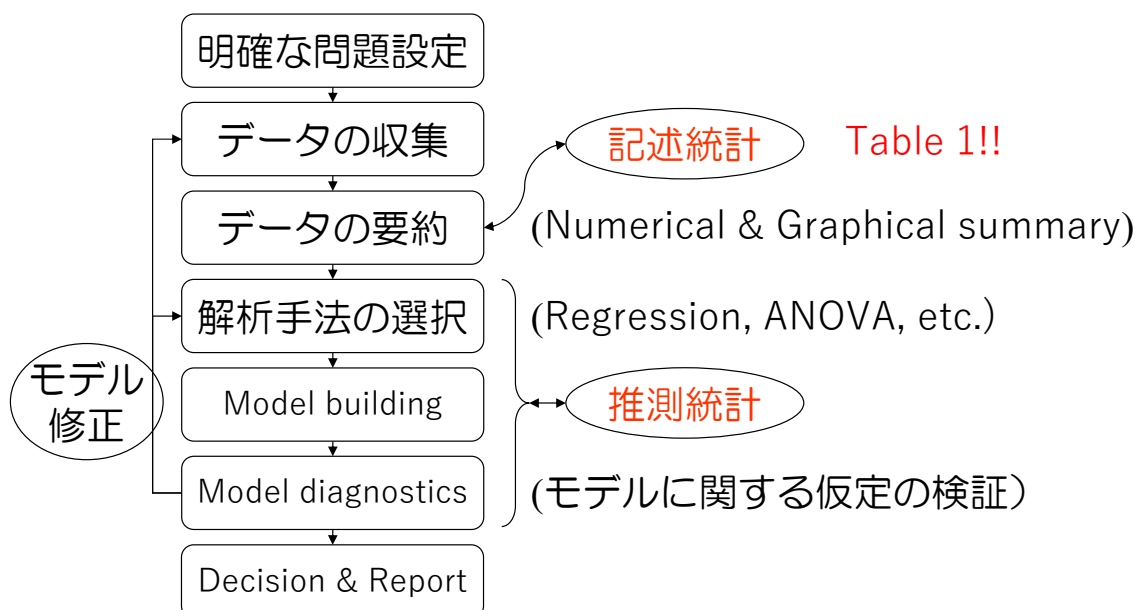 明確な問題設定
データの収集
記述統計
Table 1!!
データの要約
(Numerical & Graphical summary)
解析手法の選択
(Regression, ANOVA, etc.)
モデル
修正
Model building
推測統計
Model diagnostics
(モデルに関する仮定の検証）
Decision & Report